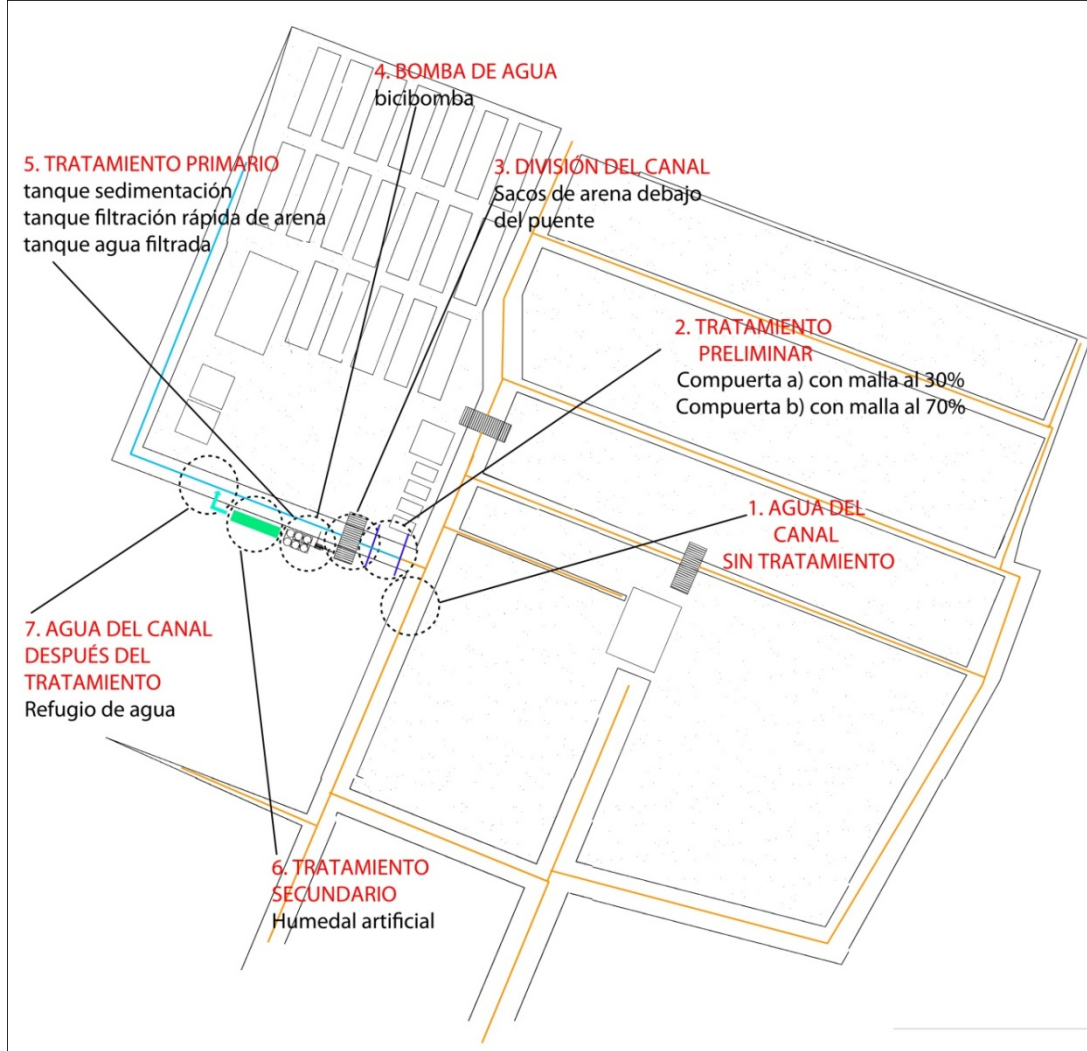 4. BOMBA DE AGUA
bicibomba
5. TRATAMIENTO PRIMARIO
tanque sedimentación
tanque filtración rápida de arena
tanque agua filtrada
3. DIVISIÓN DEL CANAL
Sacos de arena debajo
del puente
2. TRATAMIENTO
PRELIMINAR
Compuerta a) con malla al 30%
Compuerta b) con malla al 70%
1. AGUA DEL
CANAL
SIN TRATAMIENTO
7. AGUA DEL CANAL
DESPUÉS DEL
TRATAMIENTO
Refugio de agua
6. TRATAMIENTO
SECUNDARIO
Humedal artificial